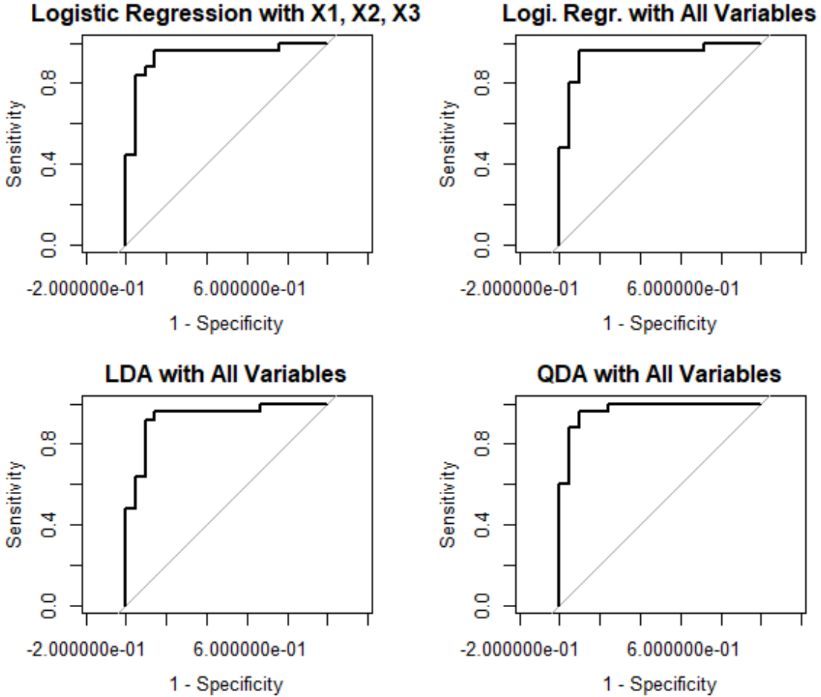 Logistic Regression with X1, X2, X3
Sensitivity
0.8
0.4
0.0
-2.000000e-01 6.000000e-01
1 - Specificity
Logi. Regr. with All Variables
Sensitivity
0.8
0.4
0.0
-2.000000e-01 6.000000e-01
1 - Specificity
LDA with All Variables
Sensitivity
0.8
0.4
0.0
-2.000000e-01 6.000000e-01
1 - Specificity
QDA with All Variables
Sensitivity
0.8
0.4
0.0
-2.000000e-01 6.000000e-01
1 - Specificity